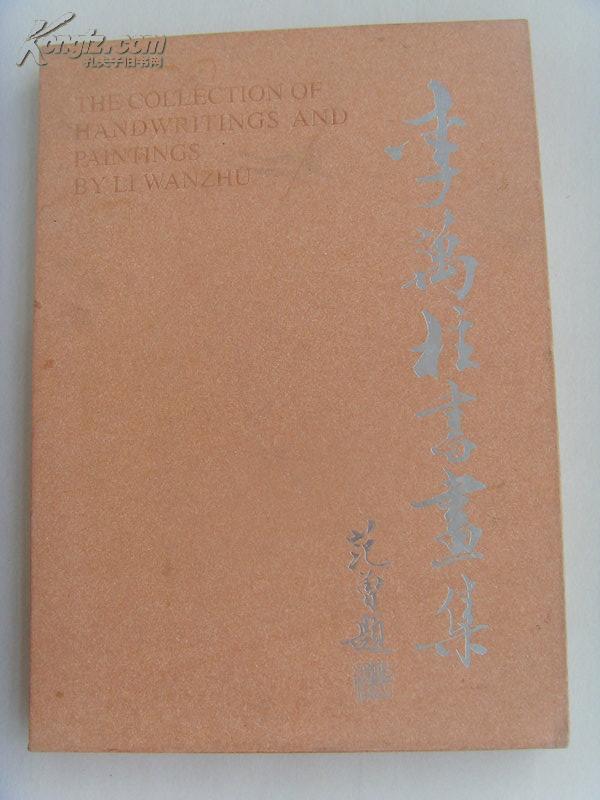 Kongfz.com
孔夫子旧书网
THE COLLECTION OF
HANDWRITINGS AND
PAINTINGS
BY LI WANZHU
李萬柱書畫集
范曾題